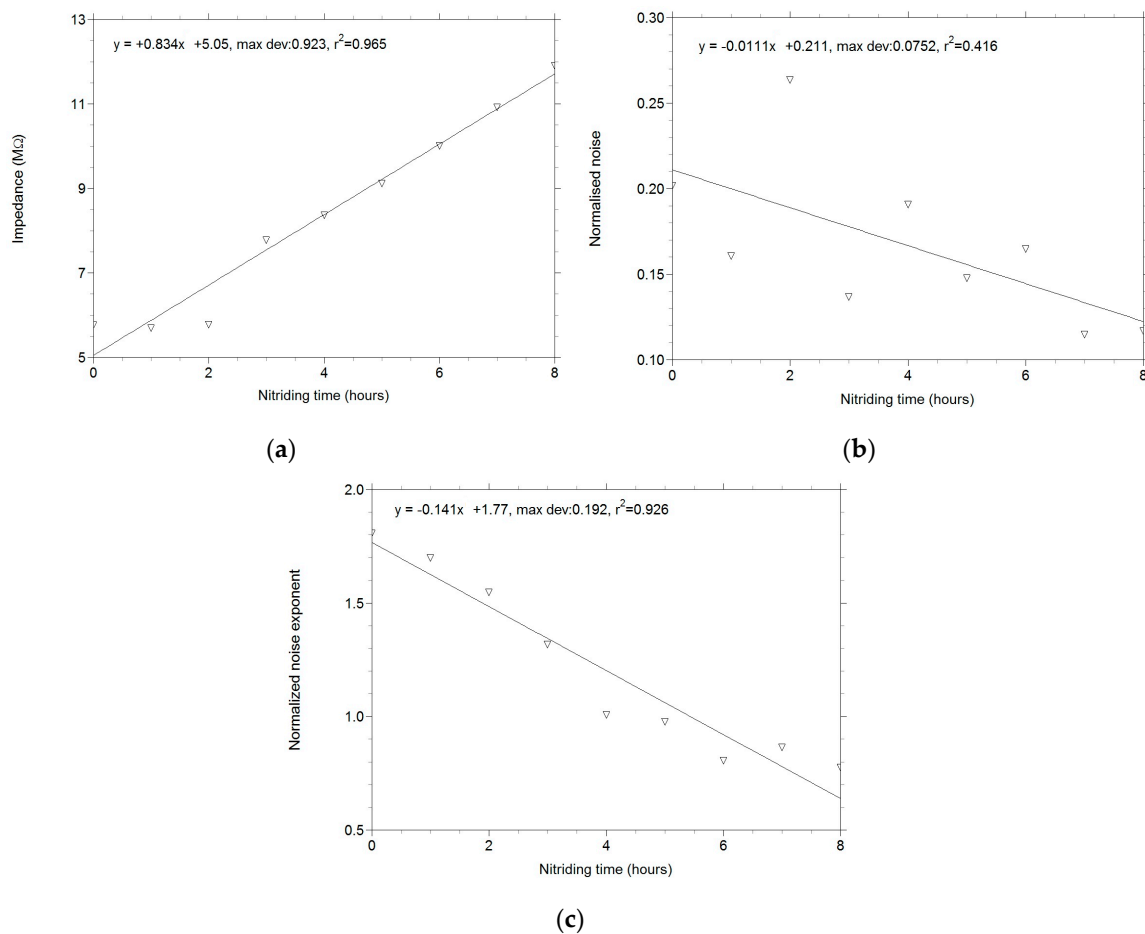 y = +0.834x +5.05, max dev:0.923, r²=0.965
13
11
9
7
5
Impedance (MΩ)
0 2 4 6 8
Nitriding time (hours)
(a)
y = -0.0111x +0.211, max dev:0.0752, r²=0.416
0.30
0.25
0.20
0.15
0.10
Normalised noise
0 2 4 6 8
Nitriding time (hours)
(b)
y = -0.141x +1.77, max dev:0.192, r²=0.926
2.0
1.5
1.0
0.5
Normalized noise exponent
0 2 4 6 8
Nitriding time (hours)
(c)